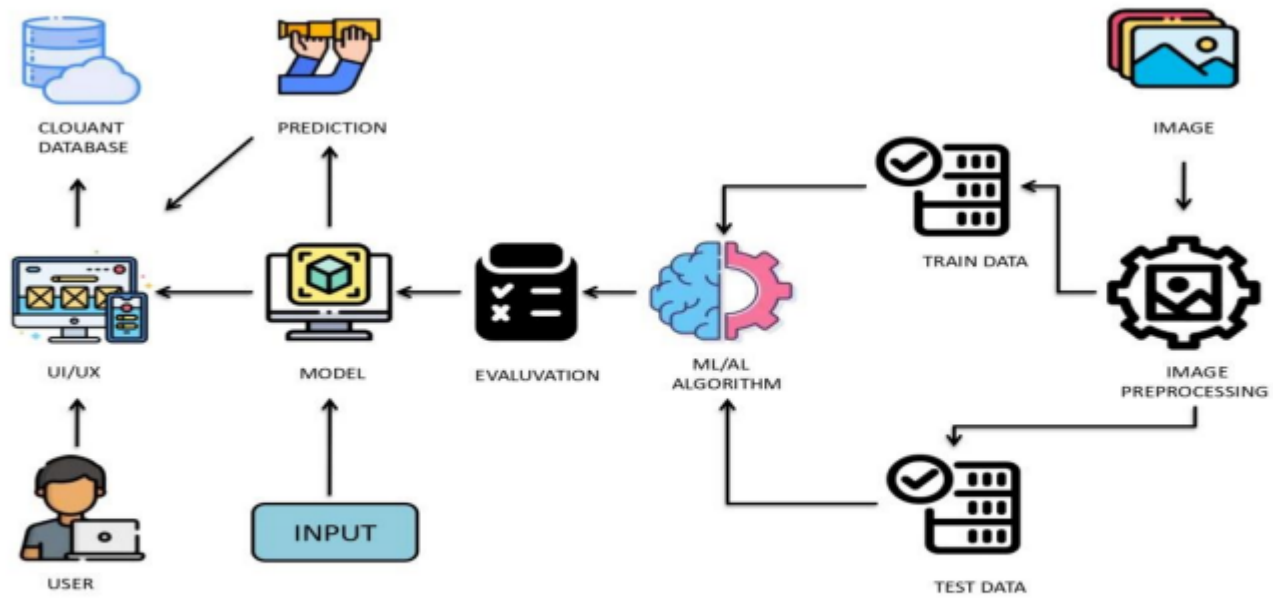 CLOUANT
DATABASE
PREDICTION
IMAGE
TRAIN DATA
UI/UX
MODEL
EVALUVATION
ML/AL
ALGORITHM
IMAGE
PREPROCESSING
INPUT
USER
TEST DATA